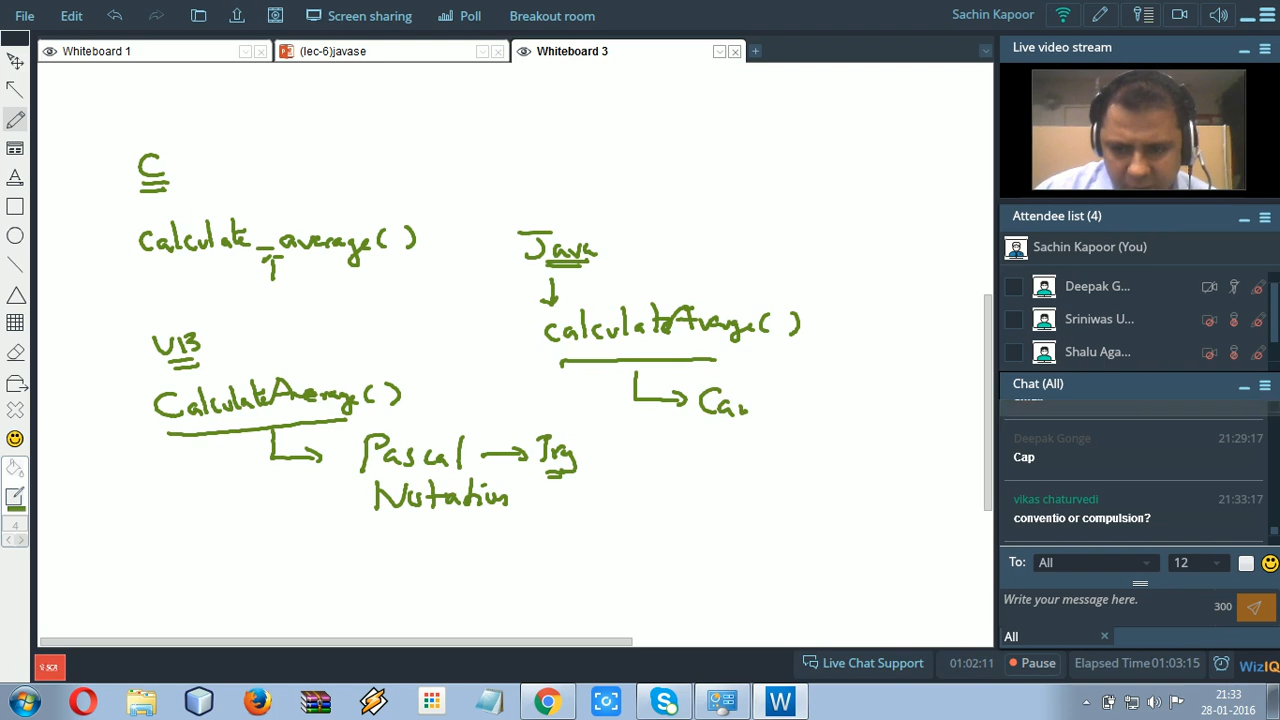 File Edit Screen sharing Poll Breakout room Sachin Kapoor
Whiteboard 1 (lec-6)javase Whiteboard 3
Live video stream
C
calculate_average( )
Java
calculateAverage( )
Ca
CalculateAverage( )
Pascal
Notation
Attendee list (4)
Sachin Kapoor (You)
Deepak G...
Sriniwas U...
Shalu Aga...
Chat (All)
Deepak Gonge 21:29:17
Cap
vikas chaturvedi 21:33:17
conventio or compulsion?
To: All 12
Write your message here. 300
All
4
Live Chat Support 01:02:11 Pause Elapsed Time 01:03:15 WizIQ
21:33
28-01-2016